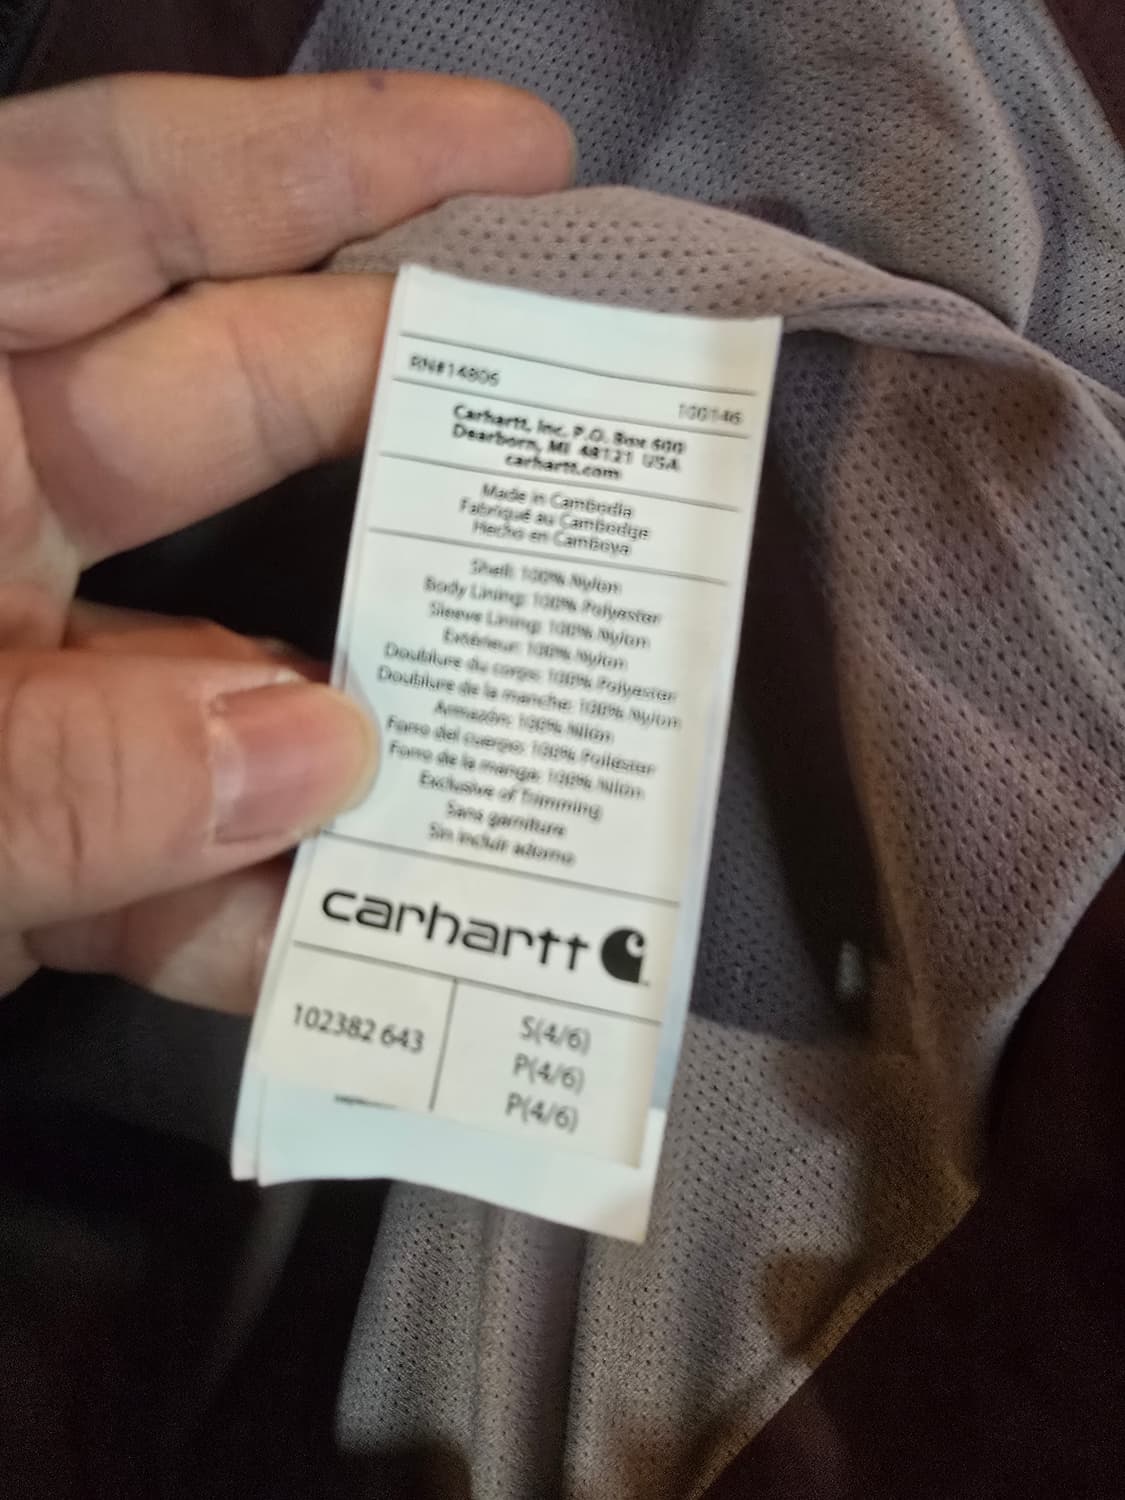 RN#14806
100146
Carhartt, Inc. P.O. Box 600
Dearborn, MI 48121 USA
carhartt.com
Made in Cambodia
Fabriqué au Cambodge
Hecho en Camboya
Shell: 100% Nylon
Body Lining: 100% Polyester
Sleeve Lining: 100% Nylon
Extérieur: 100% Nylon
Doublure du corps: 100% Polyester
Doublure de la manche: 100% Nylon
Armazón: 100% Nilón
Forro del cuerpo: 100% Poliéster
Forro de la manga: 100% Nilón
Exclusive of Trimming
Sans garniture
Sin incluir adorno
carhartt
102382 643
S(4/6)
P(4/6)
P(4/6)